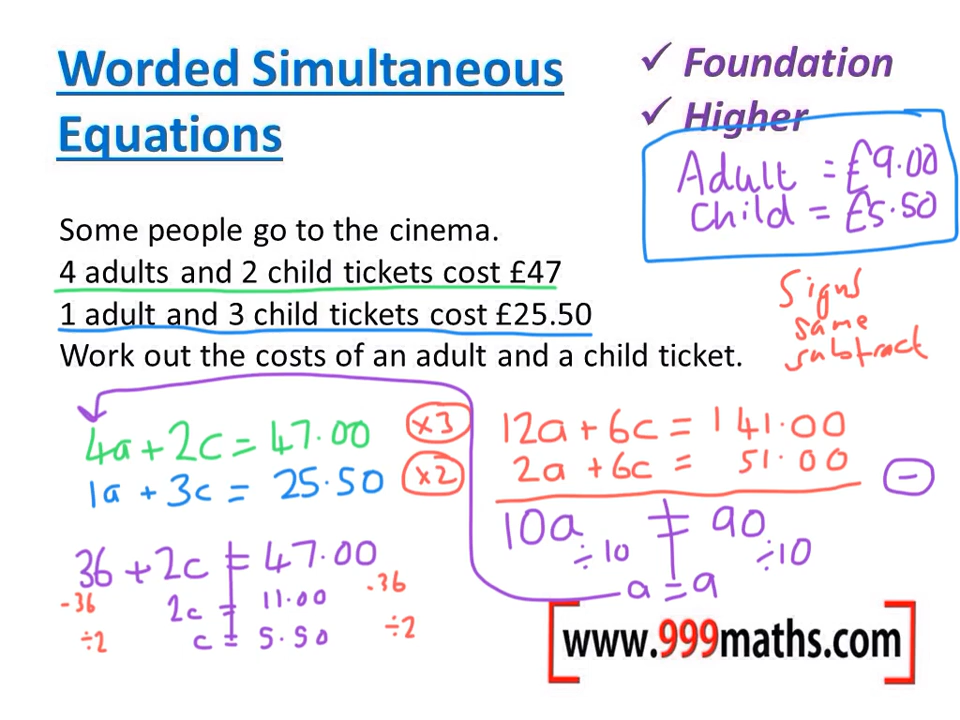 Worded Simultaneous
Equations
✓ Foundation
✓ Higher
Adult = £9.00
Child = £5.50
Some people go to the cinema.
4 adults and 2 child tickets cost £47
1 adult and 3 child tickets cost £25.50
Work out the costs of an adult and a child ticket.
Signs
same
subtract
4a + 2c = 47.00 ×3
1a + 3c = 25.50 ×2
12a + 6c = 141.00
2a + 6c = 51.00 −
10a = 90
÷10 ÷10
a = 9
36 + 2c = 47.00
-36 -36
2c = 11.00
÷2 ÷2
c = 5.50
www.999maths.com